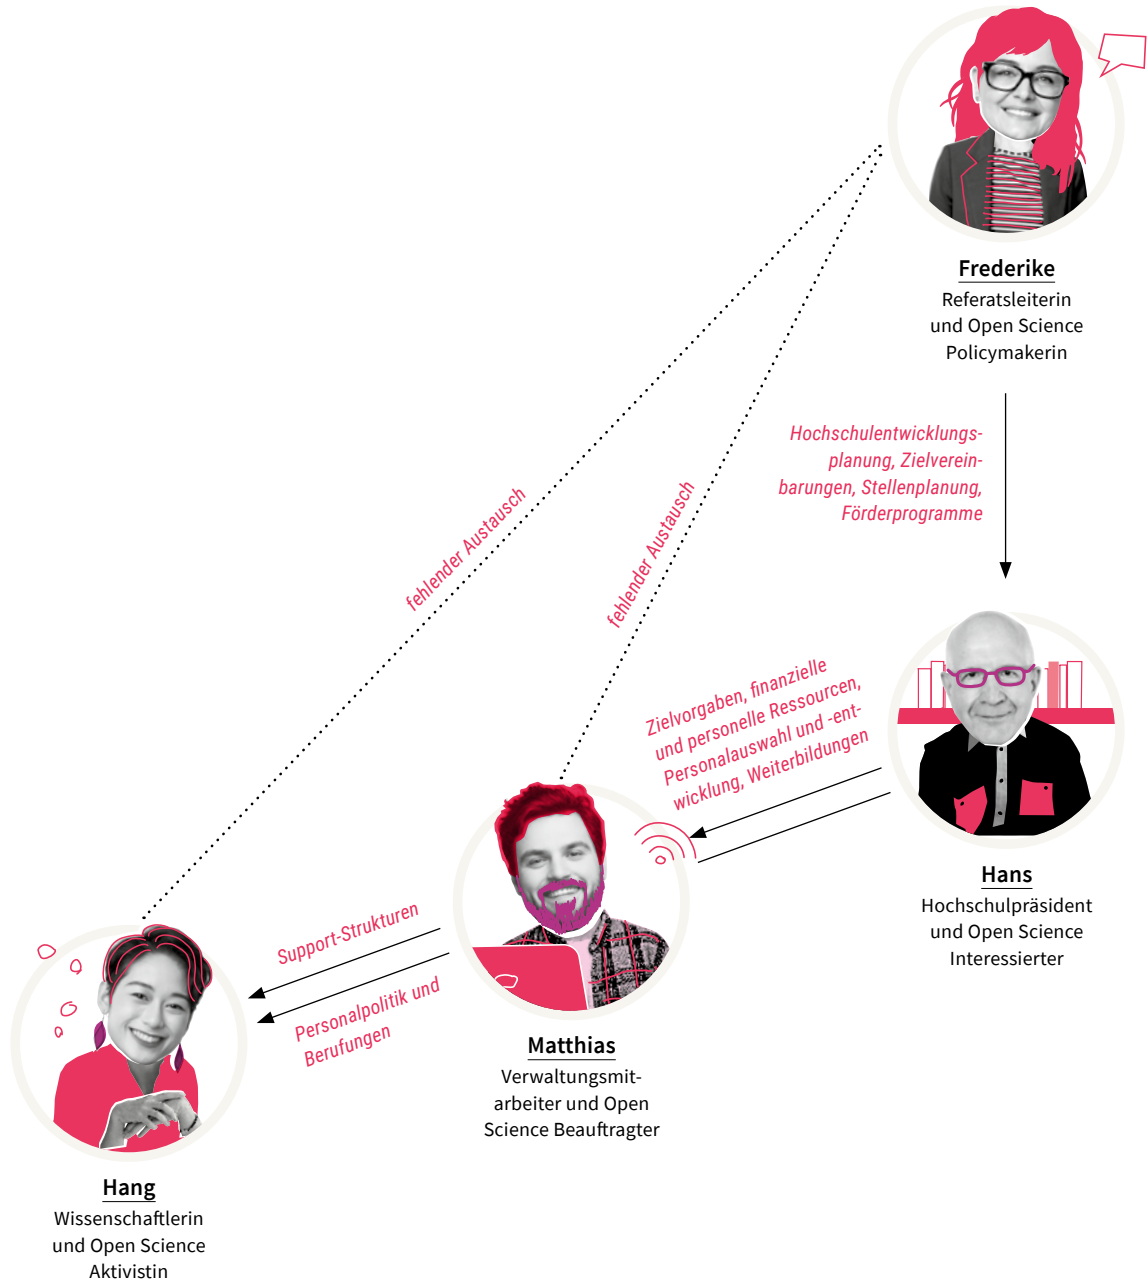 Frederike
Referatsleiterin
und Open Science
Policymakerin
Hochschulentwicklungs-
planung, Zielverein-
barungen, Stellenplanung,
Förderprogramme
fehlender Austausch
fehlender Austausch
Zielvorgaben, finanzielle
und personelle Ressourcen,
Personalauswahl und -ent-
wicklung, Weiterbildungen
Hans
Hochschulpräsident
und Open Science
Interessierter
Support-Strukturen
Personalpolitik und
Berufungen
Matthias
Verwaltungsmit-
arbeiter und Open
Science Beauftragter
Hang
Wissenschaftlerin
und Open Science
Aktivistin